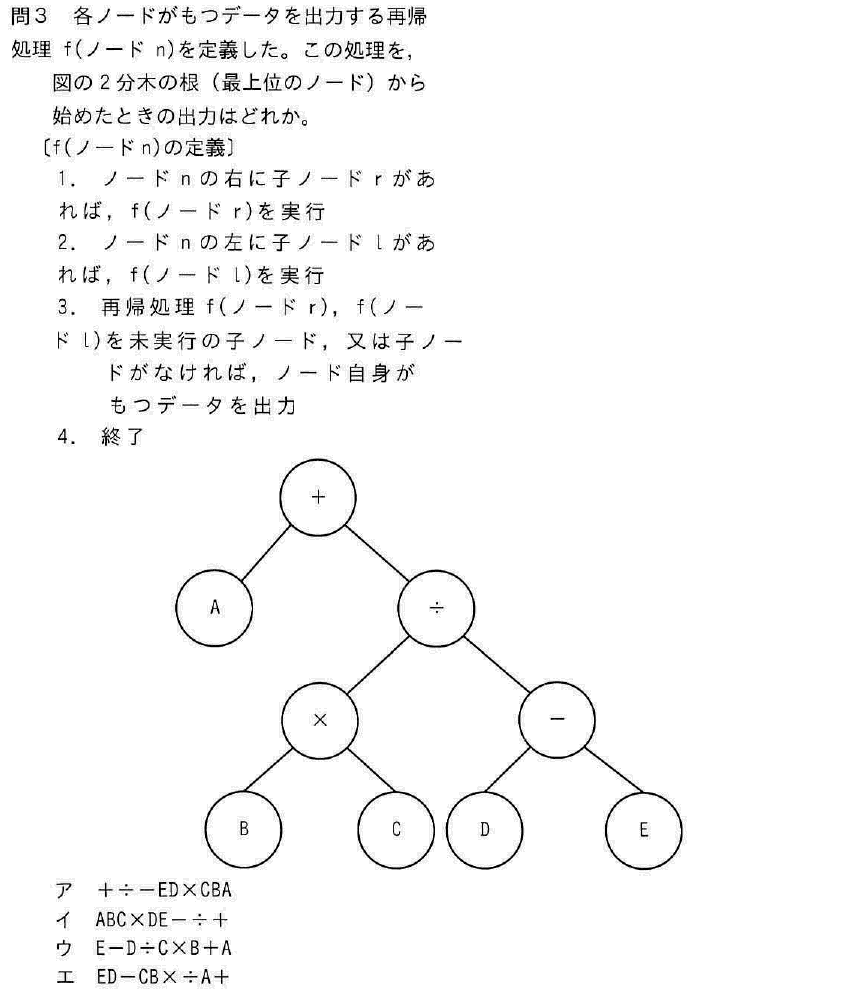 問3 各ノードがもつデータを出力する再帰
処理 f(ノード n)を定義した。この処理を,
図の2分木の根（最上位のノード）から
始めたときの出力はどれか。
〔f(ノードn)の定義〕
1. ノードnの右に子ノードrがあ
れば, f(ノード r)を実行
2. ノードnの左に子ノードlがあ
れば, f(ノード l)を実行
3. 再帰処理 f(ノード r), f(ノー
ド l)を未実行の子ノード, 又は子ノー
ドがなければ, ノード自身が
もつデータを出力
4. 終了
+
A ÷
× −
B C D E
ア +÷−ED×CBA
イ ABC×DE−÷+
ウ E−D÷C×B+A
エ ED−CB×÷A+